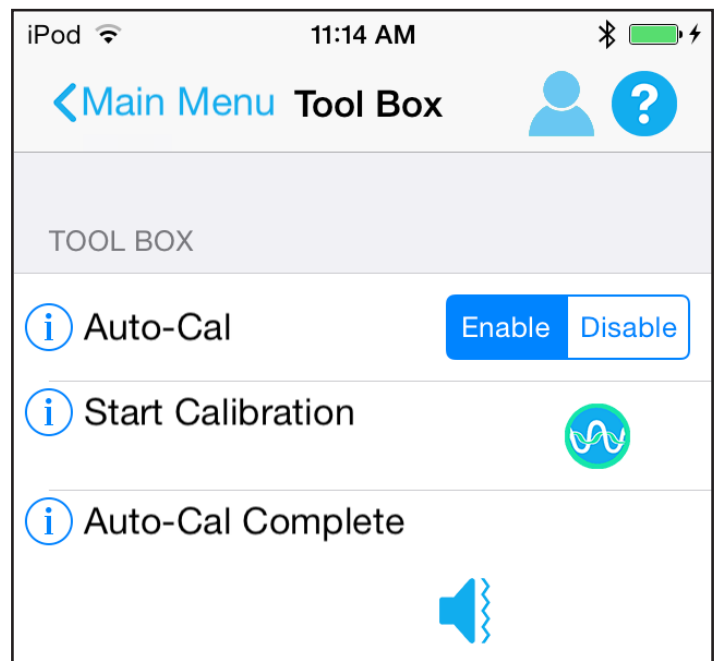 iPod 11:14 AM
Main Menu Tool Box ?
TOOL BOX
i Auto-Cal Enable Disable
i Start Calibration
i Auto-Cal Complete